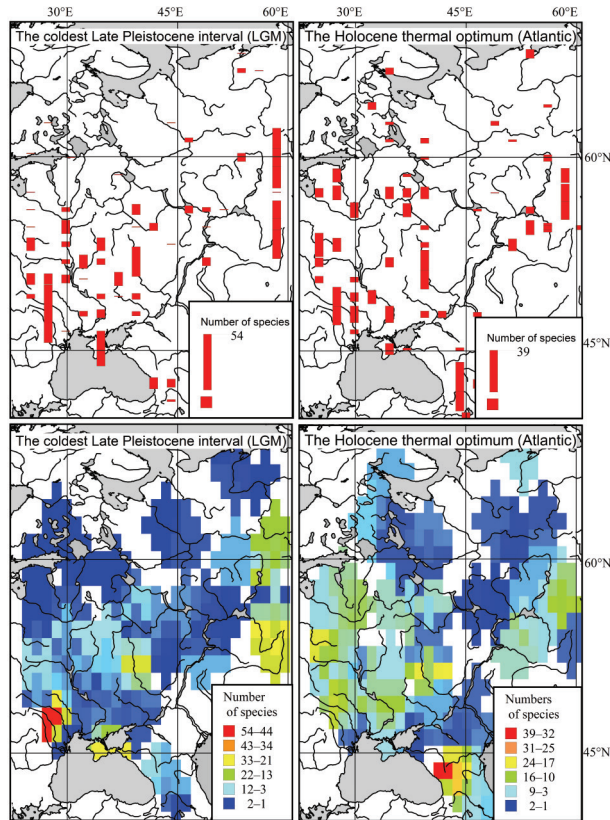 30°E 45°E 60°E 30°E 45°E 60°E
The coldest Late Pleistocene interval (LGM)
The Holocene thermal optimum (Atlantic)
60°N
Number of species
54
Number of species
39
45°N
The coldest Late Pleistocene interval (LGM)
The Holocene thermal optimum (Atlantic)
60°N
Number
of species
54–44
43–34
33–21
22–13
12–3
2–1
Numbers
of species
39–32
31–25
24–17
16–10
9–3
2–1
45°N